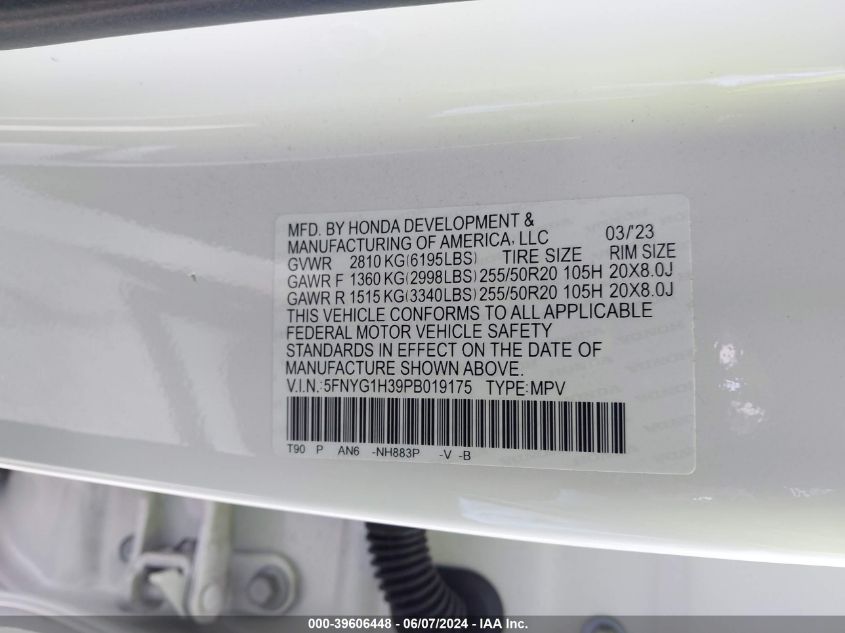 MFD. BY HONDA DEVELOPMENT &
MANUFACTURING OF AMERICA, LLC 03/'23
GVWR 2810 KG(6195LBS) TIRE SIZE RIM SIZE
GAWR F 1360 KG(2998LBS) 255/50R20 105H 20X8.0J
GAWR R 1515 KG(3340LBS) 255/50R20 105H 20X8.0J
THIS VEHICLE CONFORMS TO ALL APPLICABLE
FEDERAL MOTOR VEHICLE SAFETY
STANDARDS IN EFFECT ON THE DATE OF
MANUFACTURE SHOWN ABOVE.
V.I.N.:5FNYG1H39PB019175 TYPE:MPV
T90 P AN6 -NH883P -V -B
000-39606448 - 06/07/2024 - IAA Inc.